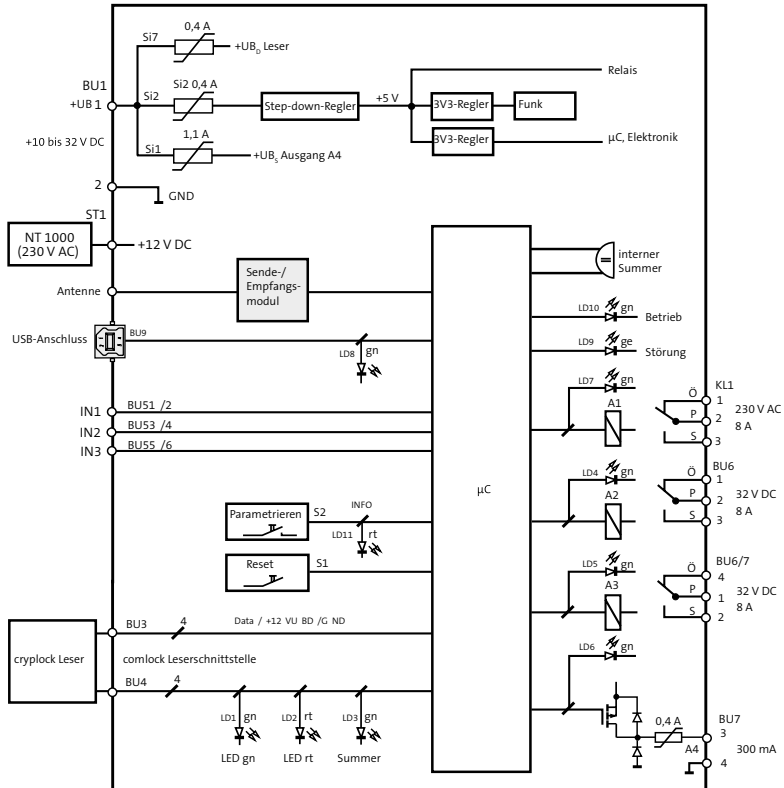 0,4 A
Si7
+UBD Leser
BU1
+UB 1
Si2
Si2 0,4 A
Step-down-Regler
+5 V
Relais
3V3-Regler
Funk
+10 bis 32 V DC
1,1 A
Si1
+UBS Ausgang A4
3V3-Regler
µC, Elektronik
2
GND
ST1
NT 1000
(230 V AC)
+12 V DC
Sende-/
Empfangs-
modul
Antenne
interner
Summer
USB-Anschluss
BU9
LD8
gn
LD10
gn
Betrieb
LD9
ge
Störung
LD7
gn
A1
Ö
P
S
KL1
1
2
3
230 V AC
8 A
IN1
BU51 /2
IN2
BU53 /4
IN3
BU55 /6
µC
LD4
gn
A2
Ö
P
S
BU6
1
2
3
32 V DC
8 A
Parametrieren
S2
INFO
LD11
rt
Reset
S1
LD5
gn
A3
Ö
P
S
BU6/7
4
1
2
32 V DC
8 A
cryplock Leser
BU3
4
Data / +12 VU BD /G ND
comlock Leserschnittstelle
BU4
4
LD1
gn
LED gn
LD2
rt
LED rt
LD3
gn
Summer
LD6
gn
0,4 A
A4
BU7
3
4
300 mA